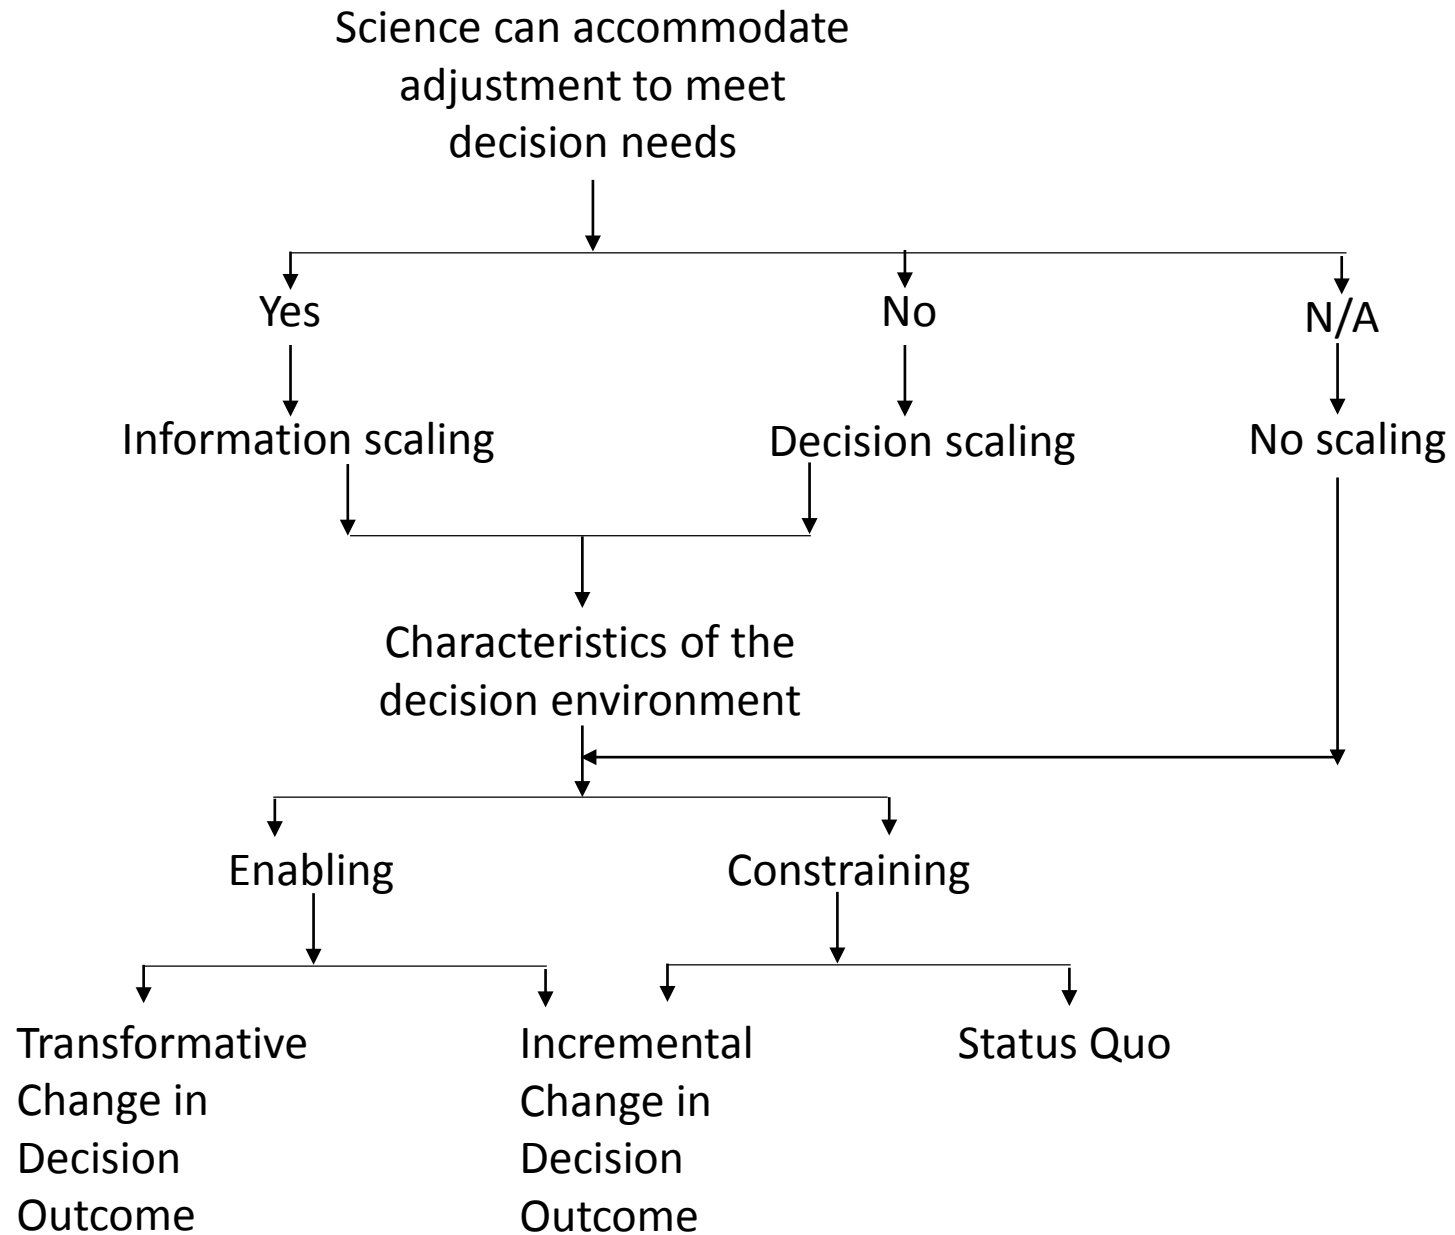 Science can accommodate
adjustment to meet
decision needs
Yes
No
N/A
Information scaling
Decision scaling
No scaling
Characteristics of the
decision environment
Enabling
Constraining
Transformative
Change in
Decision
Outcome
Incremental
Change in
Decision
Outcome
Status Quo